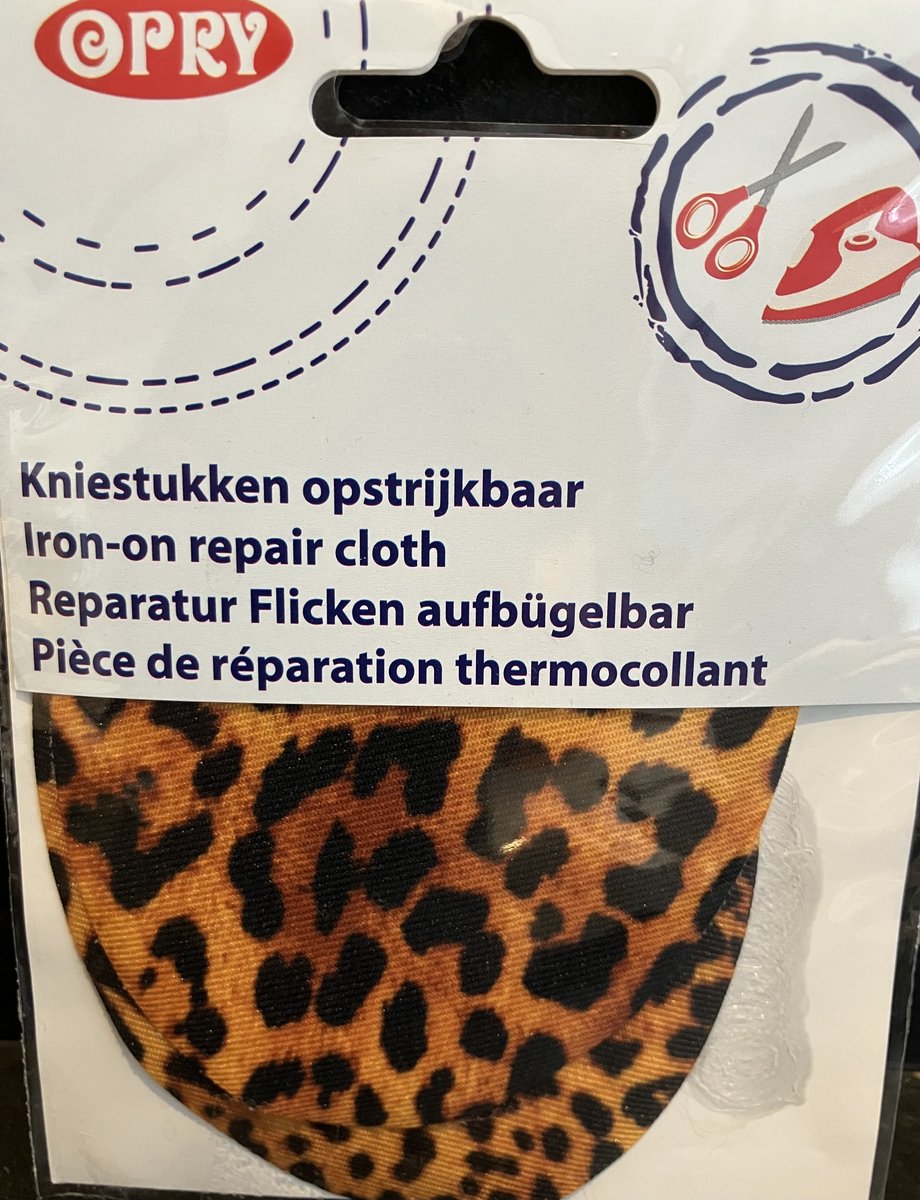 OPRY
Kniestukken opstrijkbaar
Iron-on repair cloth
Reparatur Flicken aufbügelbar
Pièce de réparation thermocollant